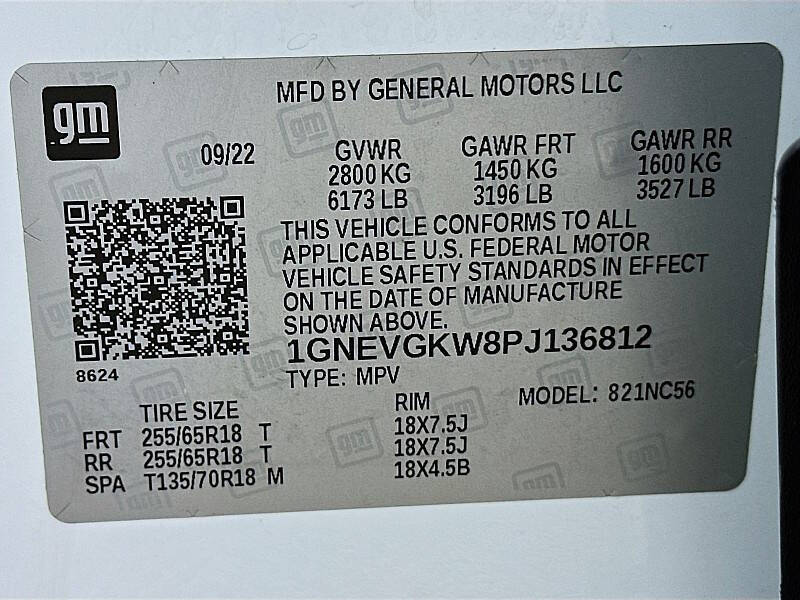 gm
MFD BY GENERAL MOTORS LLC
09/22
GVWR GAWR FRT GAWR RR
2800 KG 1450 KG 1600 KG
6173 LB 3196 LB 3527 LB
THIS VEHICLE CONFORMS TO ALL
APPLICABLE U.S. FEDERAL MOTOR
VEHICLE SAFETY STANDARDS IN EFFECT
ON THE DATE OF MANUFACTURE
SHOWN ABOVE.
1GNEVGKW8PJ136812
8624
TYPE: MPV
MODEL: 821NC56
TIRE SIZE RIM
FRT 255/65R18 T 18X7.5J
RR 255/65R18 T 18X7.5J
SPA T135/70R18 M 18X4.5B